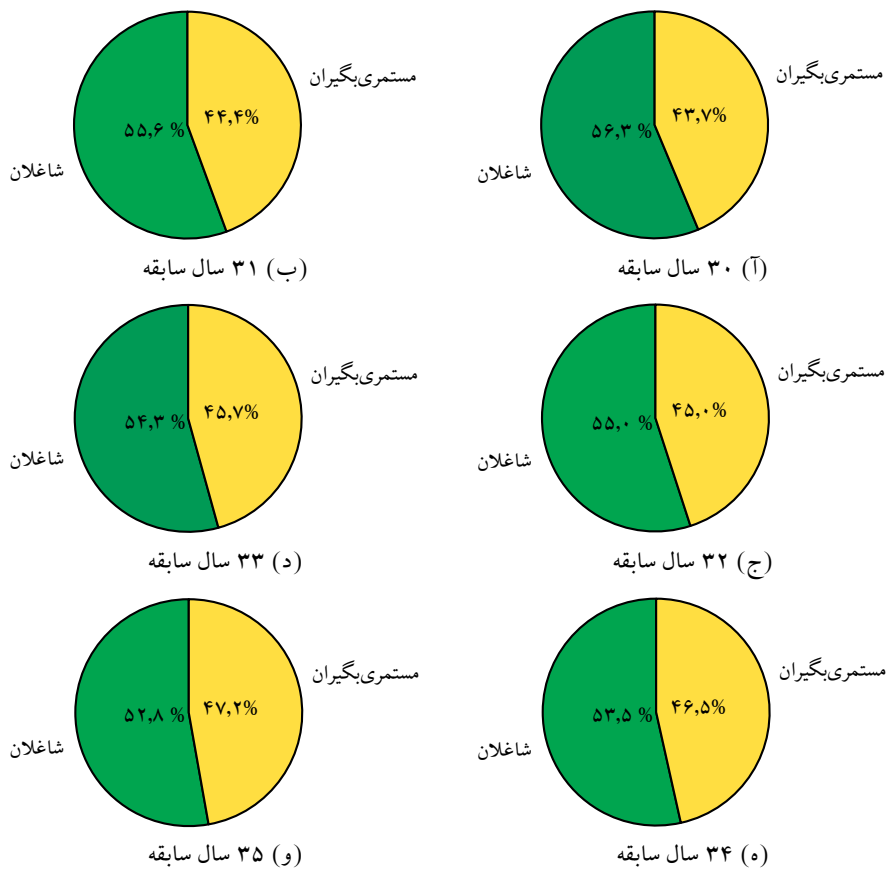 مستمری‌بگیران
۴۳٫۷%
۵۶٫۳ %
شاغلان
(آ) ۳۰ سال سابقه
مستمری‌بگیران
۴۴٫۴%
۵۵٫۶ %
شاغلان
(ب) ۳۱ سال سابقه
مستمری‌بگیران
۴۵٫۰%
۵۵٫۰ %
شاغلان
(ج) ۳۲ سال سابقه
مستمری‌بگیران
۴۵٫۷%
۵۴٫۳ %
شاغلان
(د) ۳۳ سال سابقه
مستمری‌بگیران
۴۶٫۵%
۵۳٫۵ %
شاغلان
(ه) ۳۴ سال سابقه
مستمری‌بگیران
۴۷٫۲%
۵۲٫۸ %
شاغلان
(و) ۳۵ سال سابقه